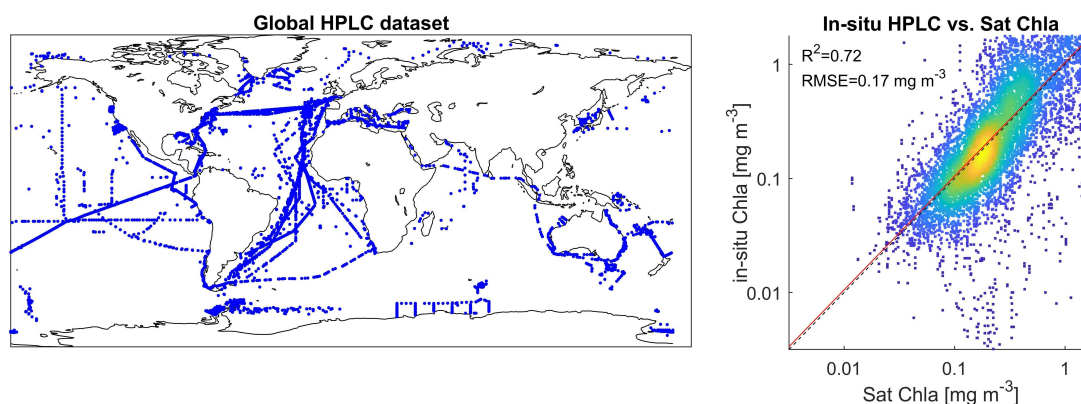 Global HPLC dataset
In-situ HPLC vs. Sat Chla
R²=0.72
RMSE=0.17 mg m⁻³
1
0.1
0.01
in-situ Chla [mg m⁻³]
0.01 0.1 1
Sat Chla [mg m⁻³]